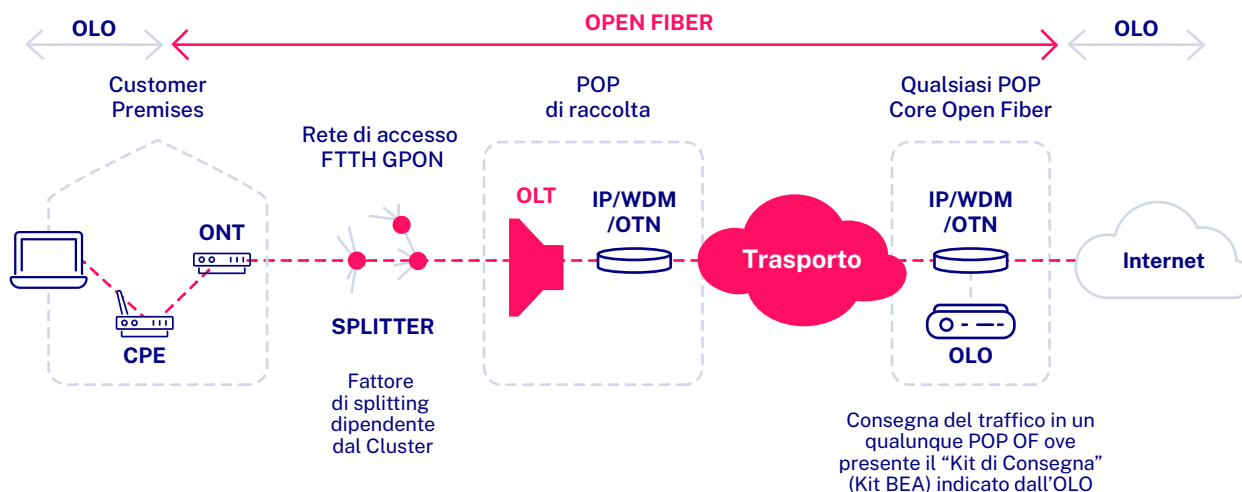 OLO
OPEN FIBER
OLO
Customer
Premises
POP
di raccolta
Qualsiasi POP
Core Open Fiber
Rete di accesso
FTTH GPON
OLT
IP/WDM
/OTN
IP/WDM
/OTN
ONT
Trasporto
Internet
SPLITTER
CPE
OLO
Fattore
di splitting
dipendente
dal Cluster
Consegna del traffico in un
qualunque POP OF ove
presente il “Kit di Consegna”
(Kit BEA) indicato dall’OLO